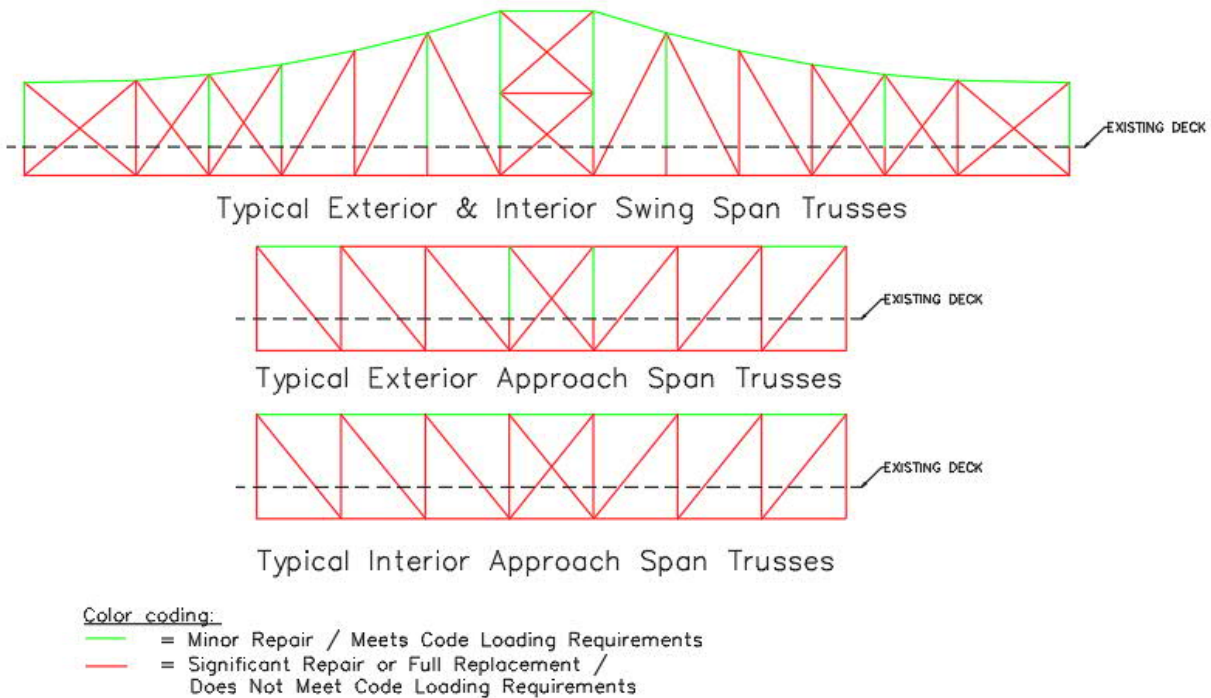 EXISTING DECK
Typical Exterior & Interior Swing Span Trusses
EXISTING DECK
Typical Exterior Approach Span Trusses
EXISTING DECK
Typical Interior Approach Span Trusses
Color coding:
= Minor Repair / Meets Code Loading Requirements
= Significant Repair or Full Replacement /
Does Not Meet Code Loading Requirements